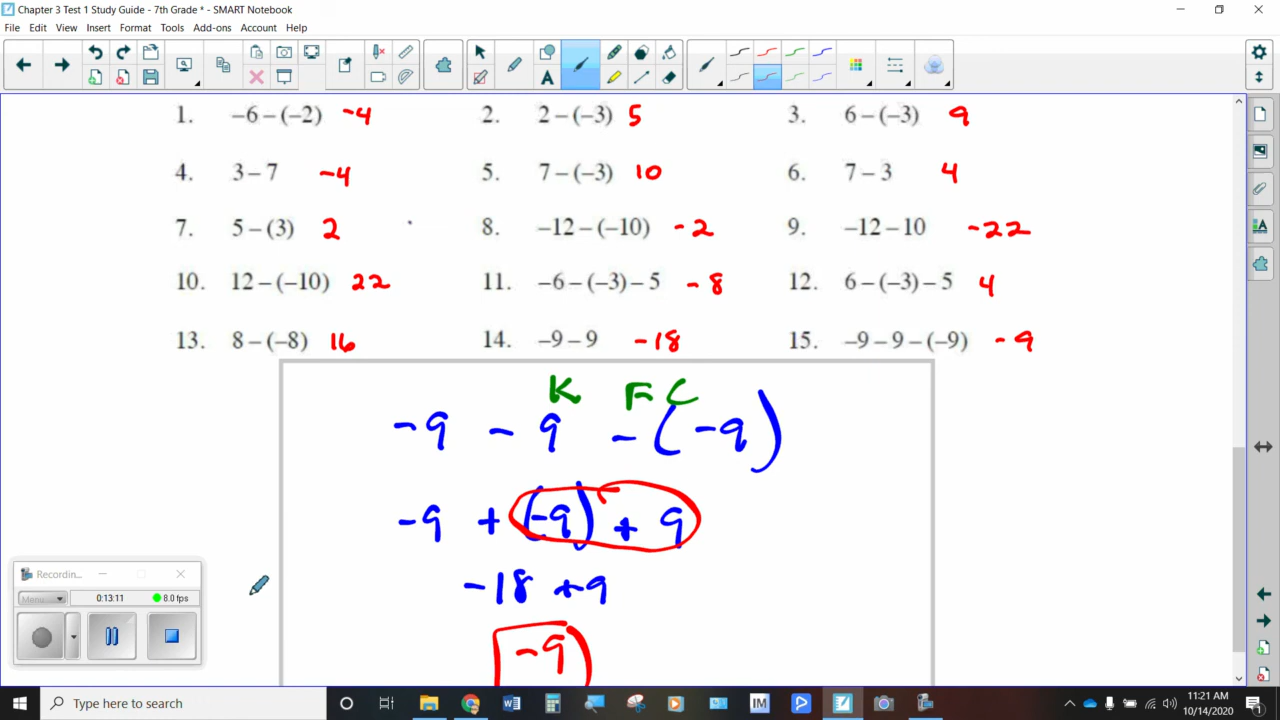 Chapter 3 Test 1 Study Guide - 7th Grade * - SMART Notebook
File Edit View Insert Format Tools Add-ons Account Help
1. –6 – (–2) -4 2. 2 – (–3) 5 3. 6 – (–3) 9
4. 3 – 7 -4 5. 7 – (–3) 10 6. 7 – 3 4
7. 5 – (3) 2 8. –12 – (–10) -2 9. –12 – 10 -22
10. 12 – (–10) 22 11. –6 – (–3) – 5 -8 12. 6 – (–3) – 5 4
13. 8 – (–8) 16 14. –9 – 9 -18 15. –9 – 9 – (–9) -9
K F C
-9 - 9 - (-9)
-9 + (-9) + 9
-18 +9
-9
Recordin...
Menu 0:13:11 8.0 fps
Type here to search
11:21 AM
10/14/2020